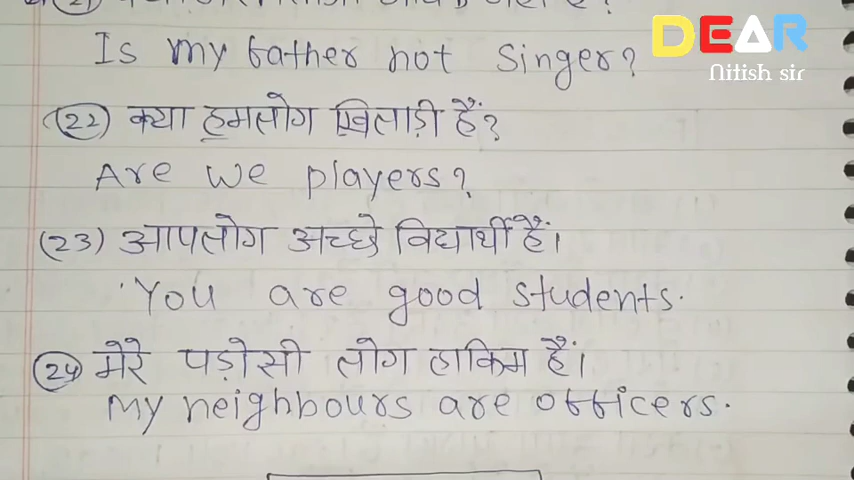 Is my father not singer?
DEAR
Nitish sir
(22) क्या हमलोग खिलाड़ी हैं?
Are we players?
(23) आपलोग अच्छे विद्यार्थी हैं।
You are good students.
(24) मेरे पड़ोसी लोग हाकिम हैं।
My neighbours are officers.